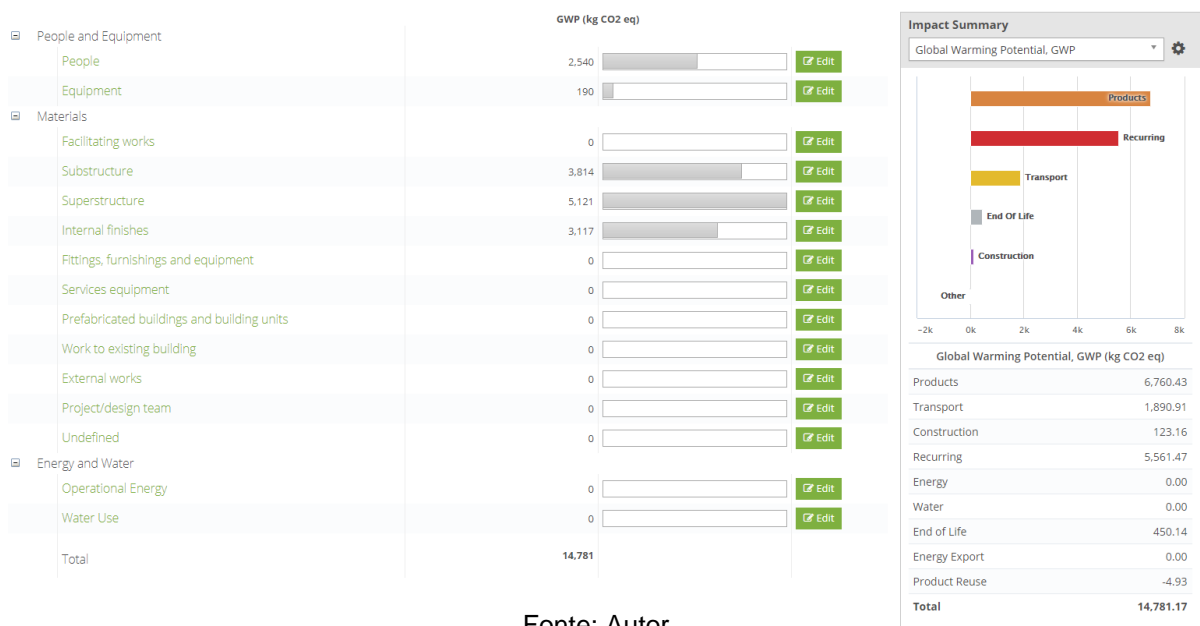 GWP (kg CO2 eq)
People and Equipment
People 2,540 Edit
Equipment 190 Edit
Materials
Facilitating works 0 Edit
Substructure 3,814 Edit
Superstructure 5,121 Edit
Internal finishes 3,117 Edit
Fittings, furnishings and equipment 0 Edit
Services equipment 0 Edit
Prefabricated buildings and building units 0 Edit
Work to existing building 0 Edit
External works 0 Edit
Project/design team 0 Edit
Undefined 0 Edit
Energy and Water
Operational Energy 0 Edit
Water Use 0 Edit
Total 14,781
Impact Summary
Global Warming Potential, GWP
Products
Recurring
Transport
End Of Life
Construction
Other
-2k 0k 2k 4k 6k 8k
Global Warming Potential, GWP (kg CO2 eq)
Products 6,760.43
Transport 1,890.91
Construction 123.16
Recurring 5,561.47
Energy 0.00
Water 0.00
End of Life 450.14
Energy Export 0.00
Product Reuse -4.93
Total 14,781.17
Fonte: Autor